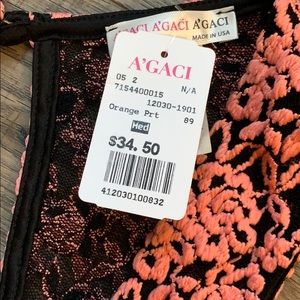 A'GACI A'GACI A'GACI
MADE IN USA
A'GACI
05 2 N/A
7154400015
12030-1901
Orange Prt 89
Med
$34.50
412030100832